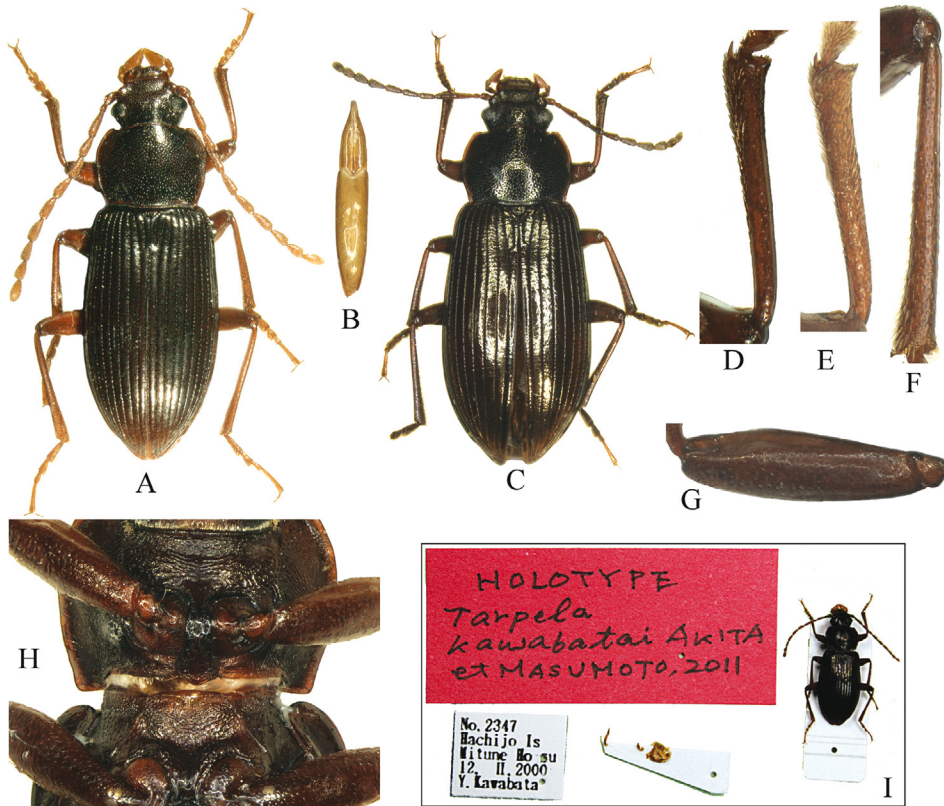 A
B
C
D
E
F
G
H
HOLOTYPE
Tarpela
kawabatai AKITA
et MASUMOTO, 2011
No. 2347
Hachijo Is
Mitune Ho su
12. II. 2000
Y. Kawabata
I